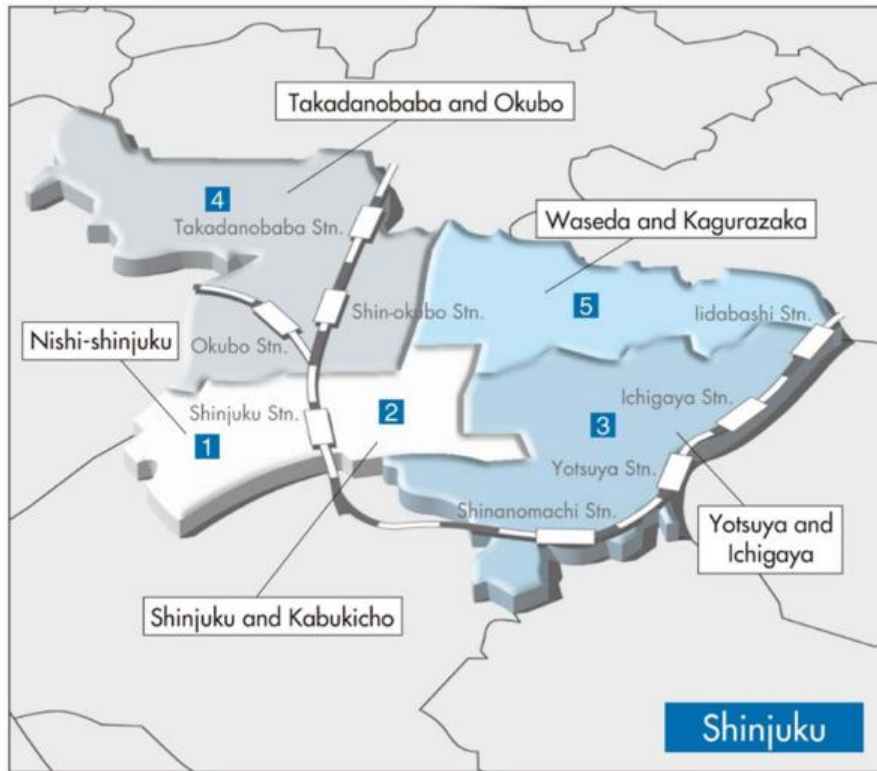 Takadanobaba and Okubo
4
Takadanobaba Stn.
Waseda and Kagurazaka
5
Shin-okubo Stn.
Iidabashi Stn.
Nishi-shinjuku
Okubo Stn.
Ichigaya Stn.
Shinjuku Stn.
2
1
3
Yotsuya Stn.
Shinanomachi Stn.
Yotsuya and
Ichigaya
Shinjuku and Kabukicho
Shinjuku